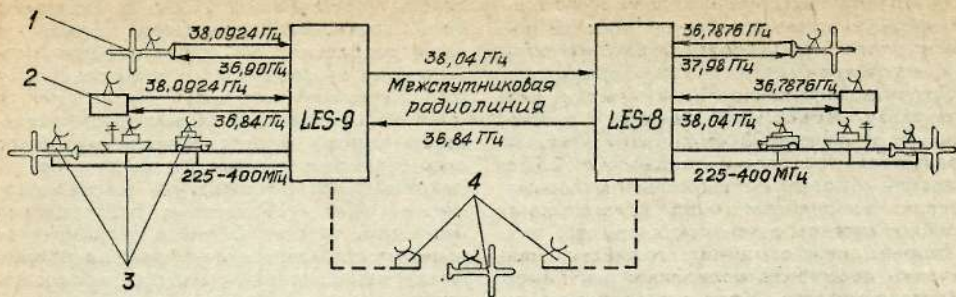 1
38,0924 ГГц
36,90 ГГц
2
38,0924 ГГц
36,84 ГГц
225-400 МГц
3
LES-9
38,04 ГГц
Межспутниковая
радиолиния
36,84 ГГц
LES-8
36,7876 ГГц
37,98 ГГц
36,7876 ГГц
38,04 ГГц
225-400 МГц
4